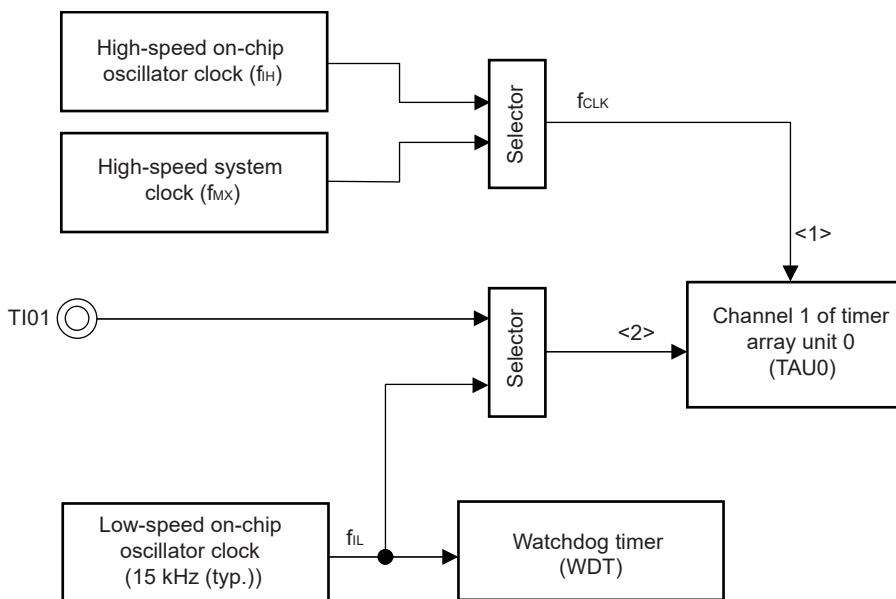 High-speed on-chip
oscillator clock (fIH)
High-speed system
clock (fMX)
Selector
fCLK
<1>
TI01
Selector
<2>
Channel 1 of timer
array unit 0
(TAU0)
Low-speed on-chip
oscillator clock
(15 kHz (typ.))
fIL
Watchdog timer
(WDT)